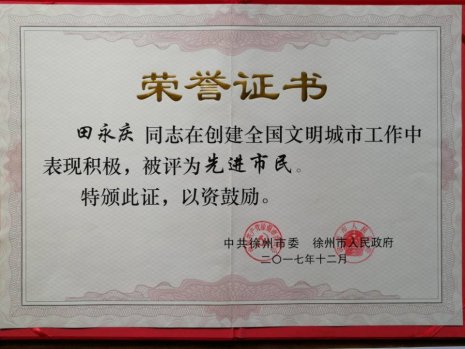 荣誉证书
田永庆 同志在创建全国文明城市工作中
表现积极，被评为先进市民。
特颁此证，以资鼓励。
中共徐州市委 徐州市人民政府
二〇一七年十二月